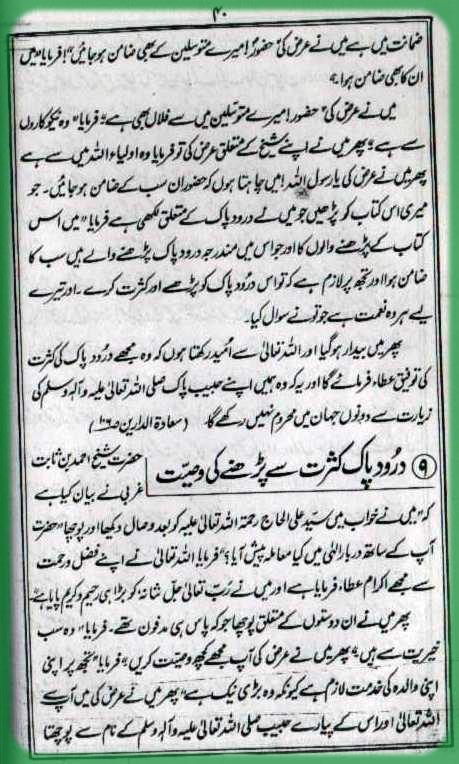 ۴۰
ضمانت میں ہے میں نے عرض کی "حضور! میرے متوسلین کے بھی ضامن ہو جائیں" فرمایا "میں
ان کا بھی ضامن ہوا"
میں نے عرض کی "حضور! میرے متوسلین میں سے فلاں بھی ہے" فرمایا "وہ نیکوکاروں
سے ہے" پھر میں نے اپنے شیخ کے متعلق عرض کی تو فرمایا وہ اولیاء اللہ میں سے ہے
پھر میں نے عرض کی یا رسول اللہ! میں چاہتا ہوں کہ حضور ان سب کے ضامن ہو جائیں۔ جو
میری اس کتاب کو پڑھیں جو میں نے درود پاک کے متعلق لکھی ہے فرمایا "میں اس
کتاب کے پڑھنے والوں کا اور جو اس میں مندرجہ درود پاک پڑھنے والے ہیں سب کا
ضامن ہوا اور تجھ پر لازم ہے کہ تو اس درود پاک کو پڑھے اور کثرت کرے۔ اور تیرے
لیے ہر وہ نعمت ہے جو تو نے سوال کیا۔
پھر میں بیدار ہو گیا اور اللہ تعالیٰ سے امید رکھتا ہوں کہ وہ مجھے درود پاک کی کثرت
کی توفیق عطاء فرمائے گا اور یہ کہ وہ ہمیں اپنے حبیب پاک صلی اللہ تعالیٰ علیہ وآلہ وسلم کی
زیارت سے دونوں جہان میں محروم نہیں رکھے گا۔ (سعادۃ الدارین ص۱۰۶)
۹ درود پاک کثرت سے پڑھنے کی وصیت
حضرت شیخ احمد بن ثابت
غربی نے بیان کیا ہے
کہ "میں نے خواب میں سید علی الحاج رحمۃ اللہ تعالیٰ علیہ کو بعد وصال دیکھا اور پوچھا "حضرت
آپ کے ساتھ دربار الٰہی میں کیا معاملہ پیش آیا؟" فرمایا اللہ تعالیٰ نے اپنے فضل و رحمت
سے مجھے اکرام عطاء فرمایا ہے اور میں نے رب تعالیٰ جل شانہ کو بڑا ہی رحیم و کریم پایا ہے"
پھر میں نے ان دوستوں کے متعلق پوچھا جو کہ پاس ہی مدفون تھے۔ فرمایا "وہ سب
خیریت سے ہیں" پھر میں نے عرض کی آپ مجھے کچھ وصیت کریں" فرمایا "تجھ پر اپنی
اپنی والدہ کی خدمت لازم ہے کیونکہ وہ بڑی نیک ہے" پھر میں نے عرض کی میں آپ سے
اللہ تعالیٰ اور اس کے پیارے حبیب صلی اللہ تعالیٰ علیہ وآلہ وسلم کے نام سے پوچھتا